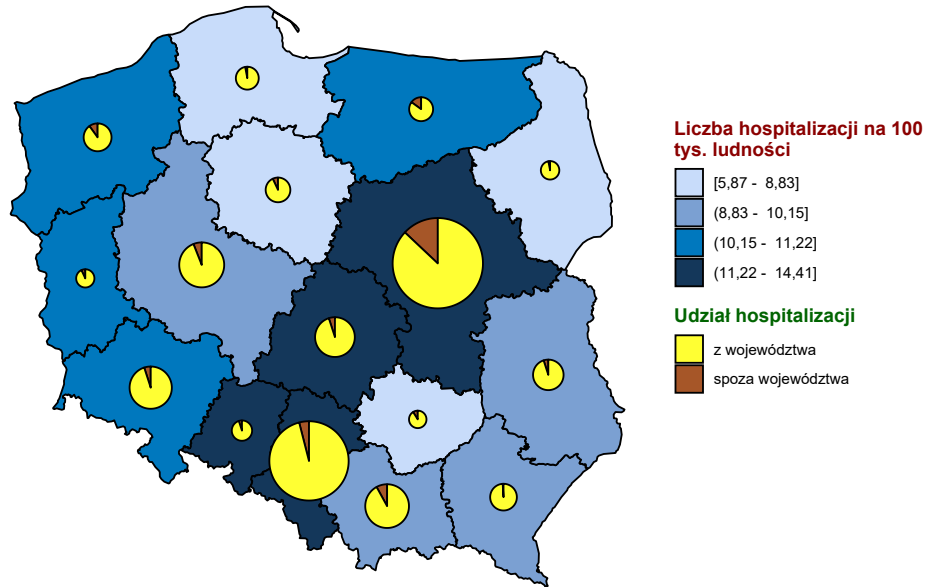 Liczba hospitalizacji na 100
tys. ludności
[5,87 - 8,83]
(8,83 - 10,15]
(10,15 - 11,22]
(11,22 - 14,41]
Udział hospitalizacji
z województwa
spoza województwa